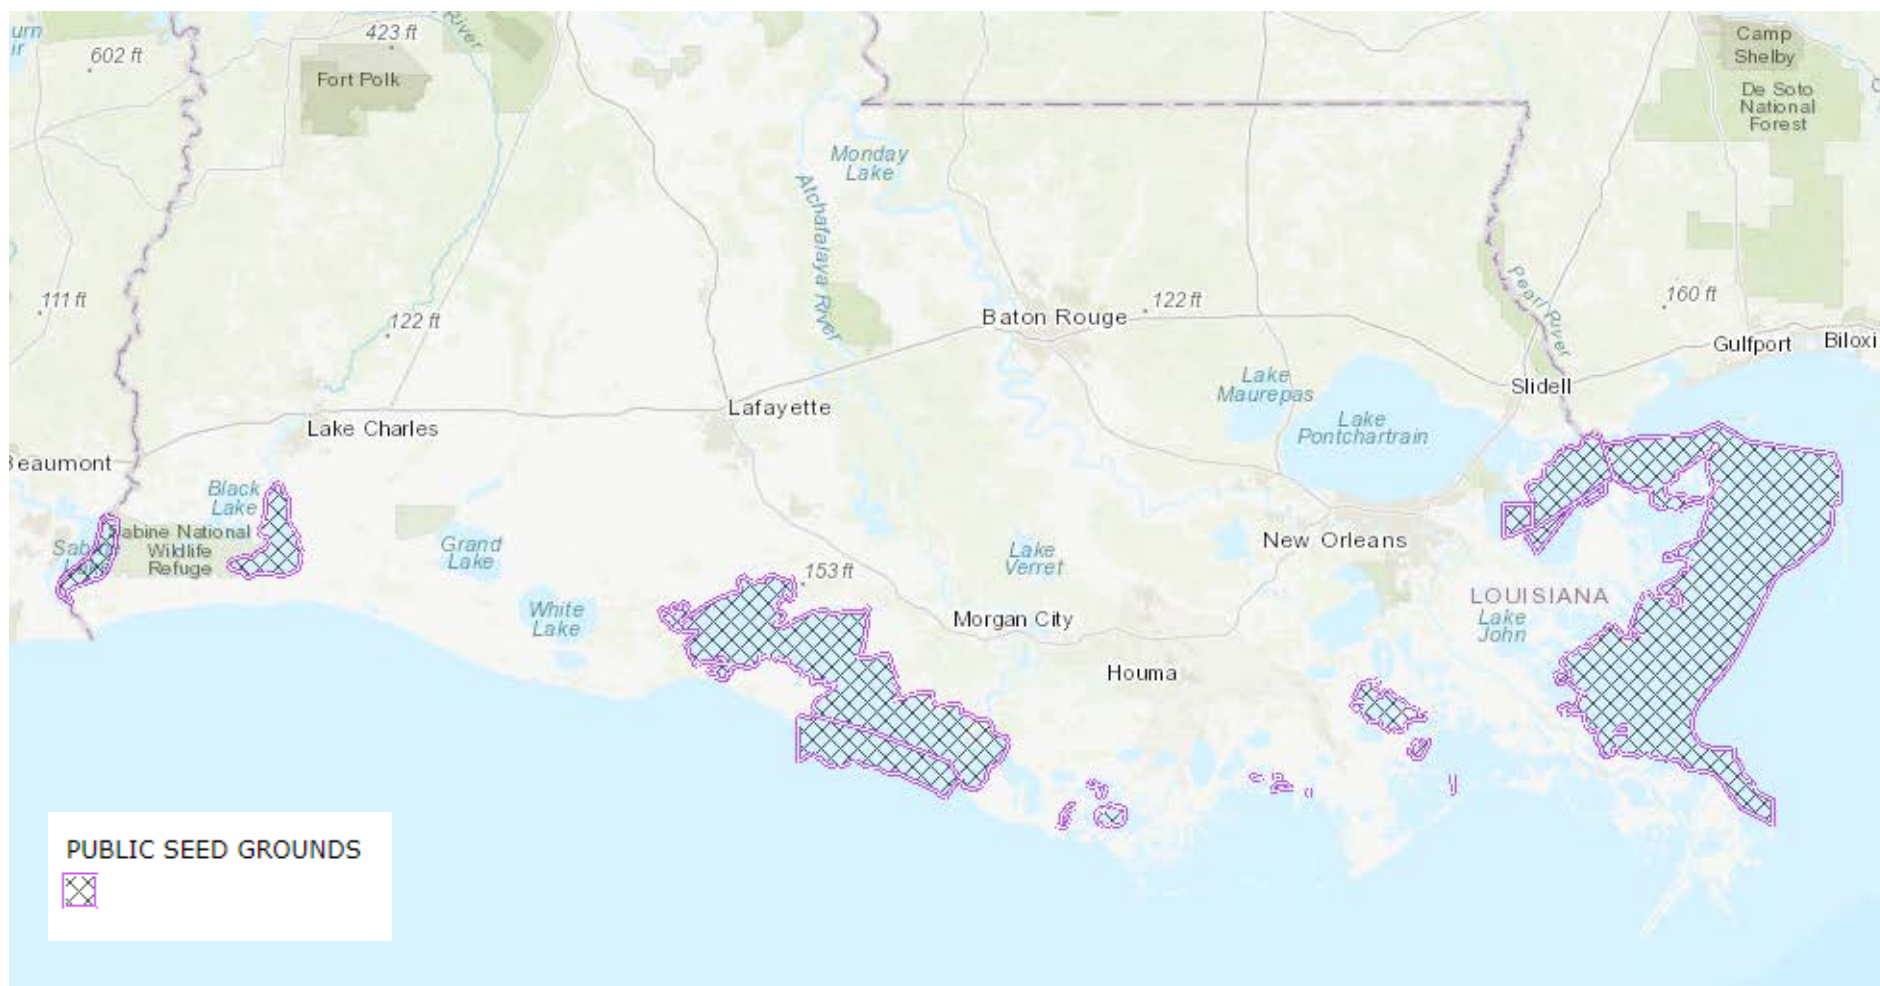 River
423 ft
602 ft
Fort Polk
Camp
Shelby
De Soto
National
Forest
Monday
Lake
Atchafalaya River
Pearl River
111 ft
122 ft
122 ft
160 ft
Baton Rouge
Gulfport
Biloxi
Slidell
Lake
Maurepas
Lake
Pontchartrain
Lafayette
Lake Charles
Beaumont
Black
Lake
Sabine National
Wildlife
Refuge
Grand
Lake
New Orleans
Lake
Verret
153 ft
White
Lake
Morgan City
LOUISIANA
Lake
John
Houma
PUBLIC SEED GROUNDS